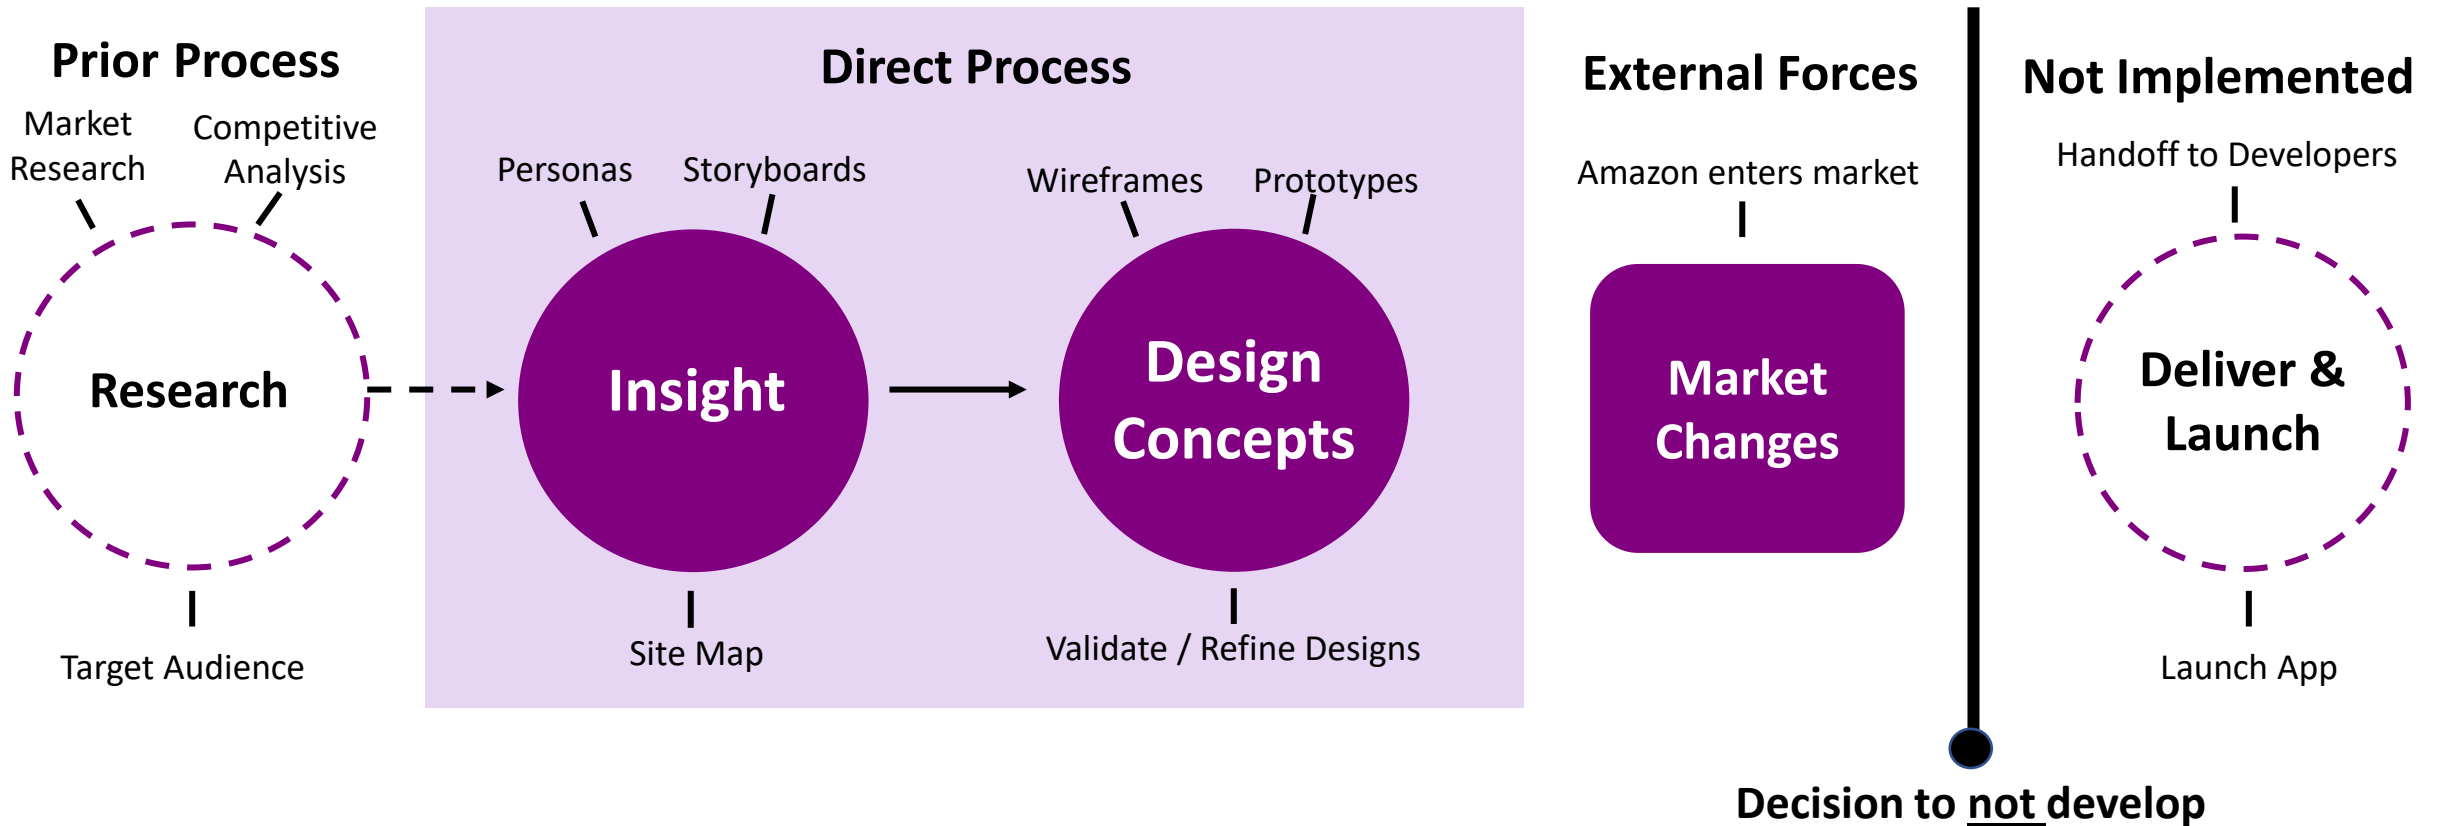 Prior Process
Market
Research
Competitive
Analysis
Research
Target Audience
Direct Process
Personas
Storyboards
Insight
Site Map
Wireframes
Prototypes
Design
Concepts
Validate / Refine Designs
External Forces
Amazon enters market
Market
Changes
Not Implemented
Handoff to Developers
Deliver &
Launch
Launch App
Decision to not develop